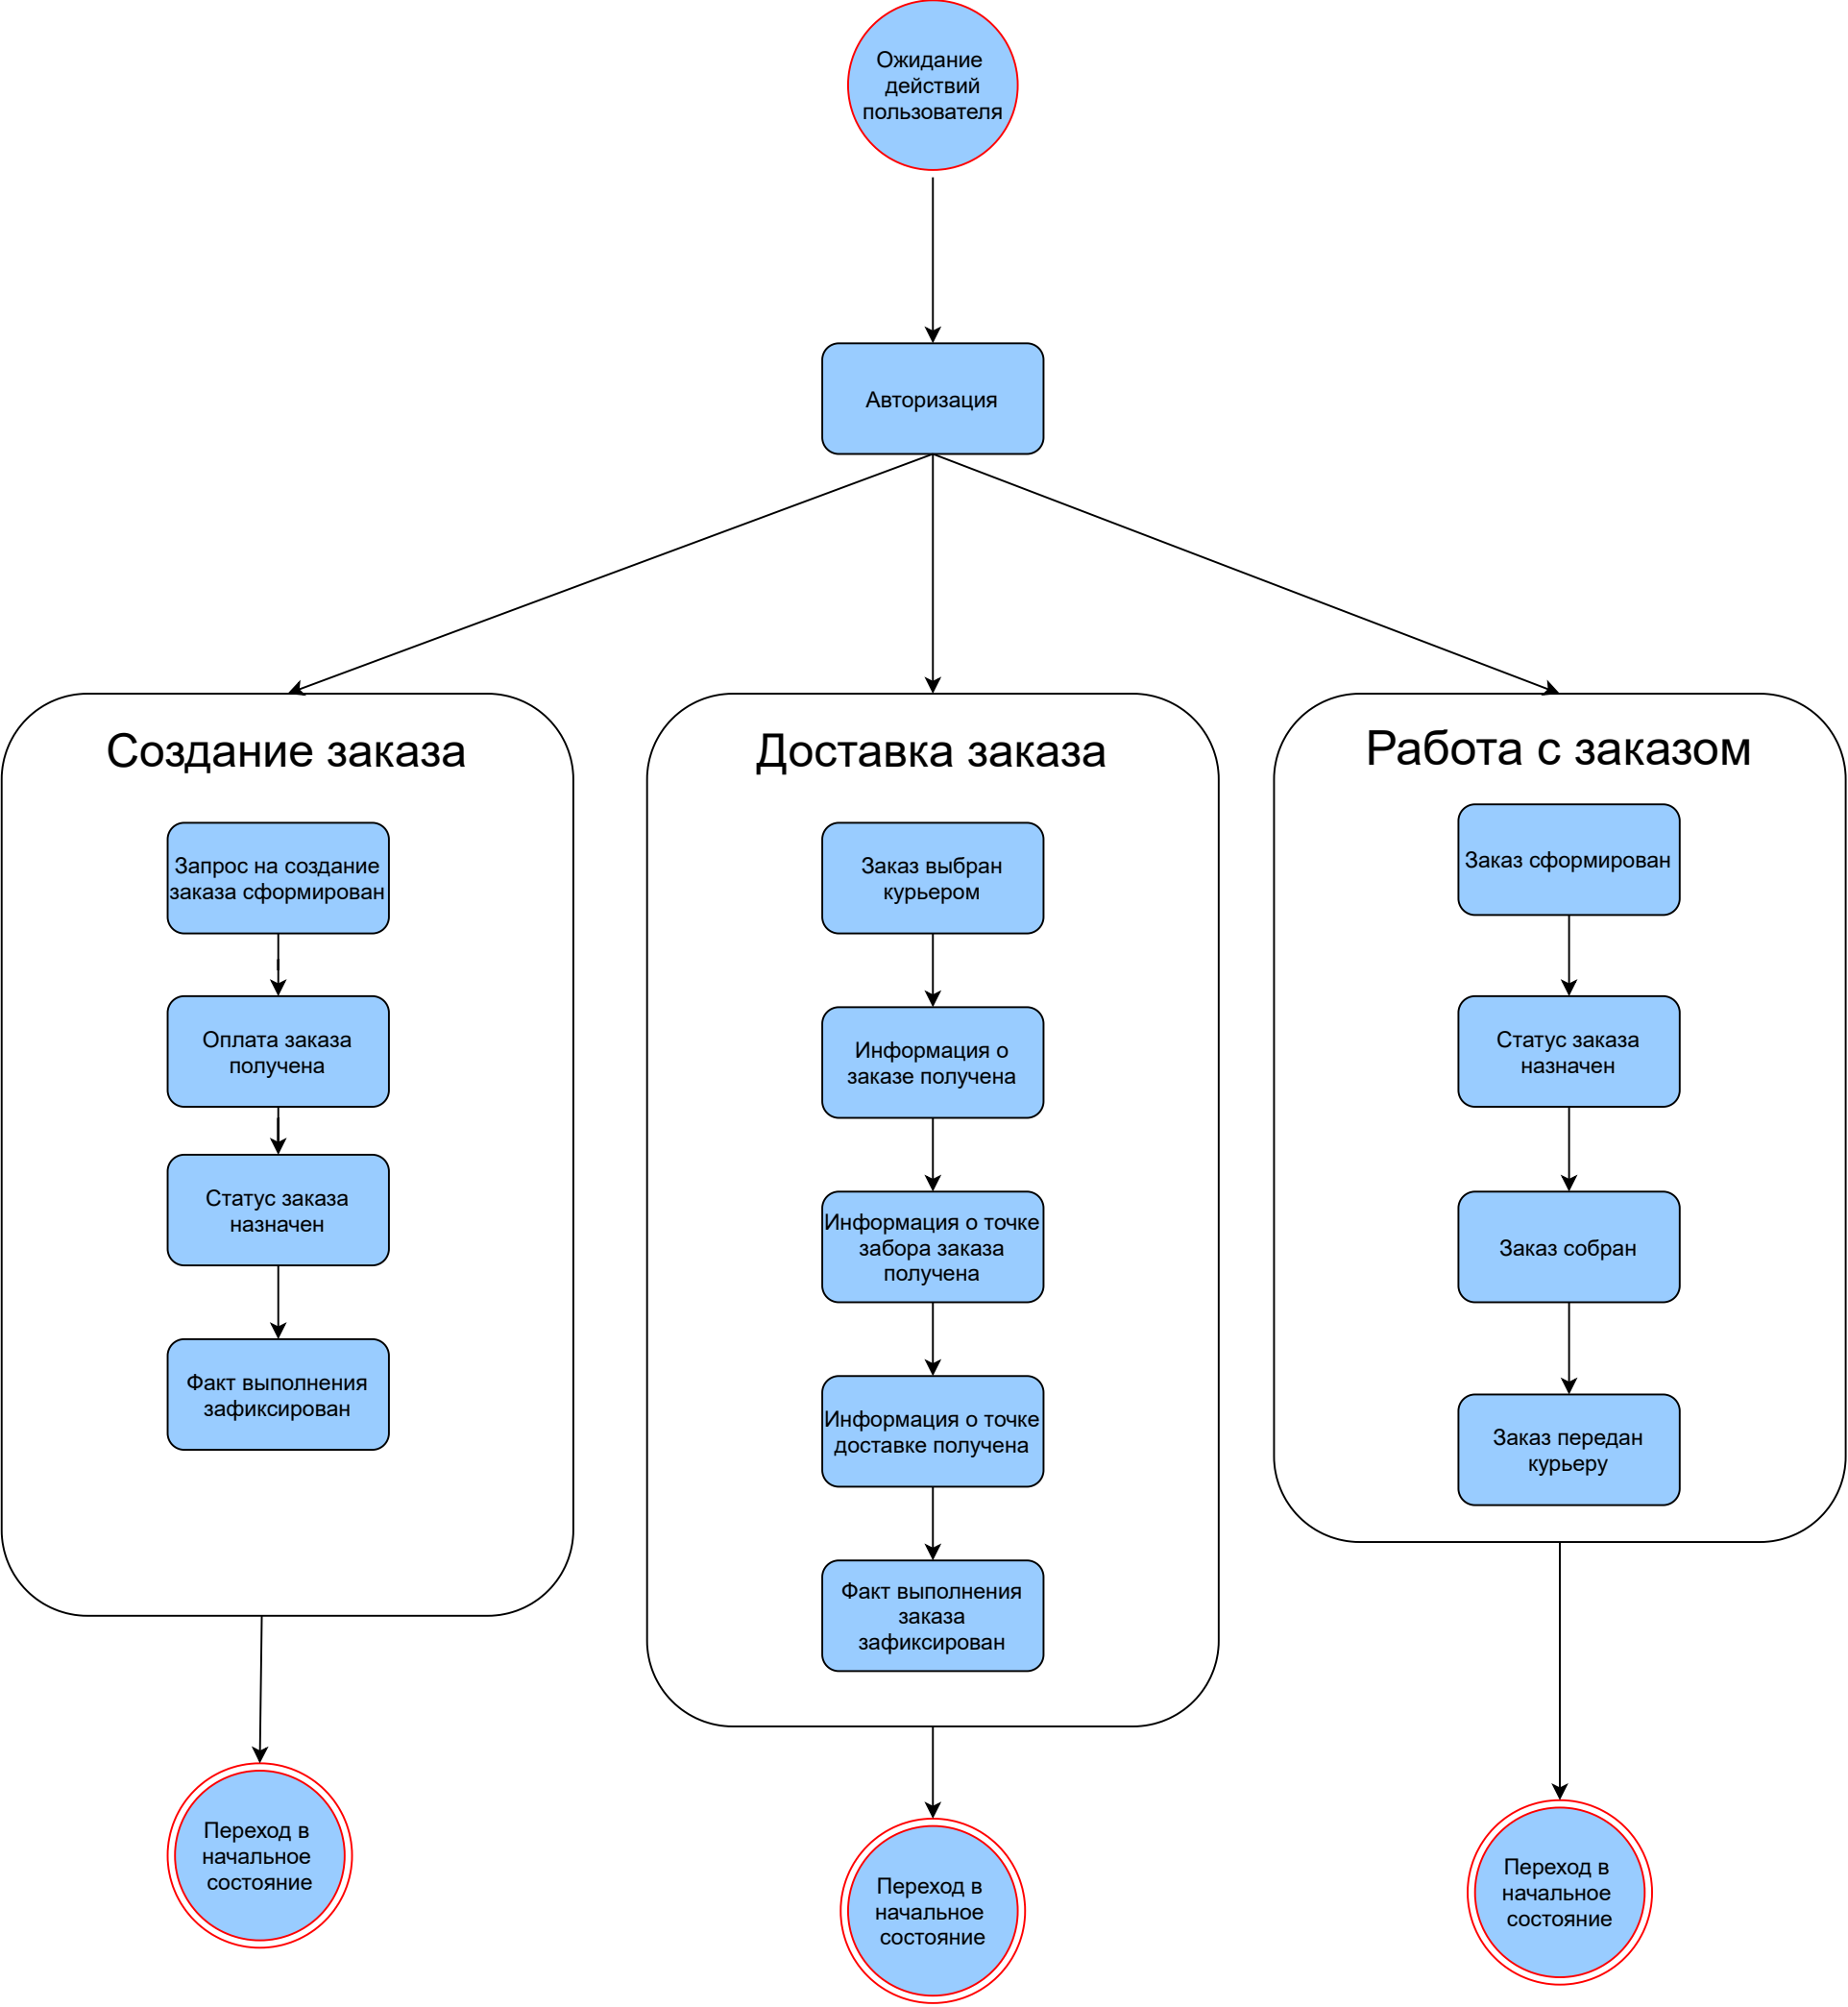 Ожидание
действий
пользователя
Авторизация
Создание заказа
Запрос на создание
заказа сформирован
Оплата заказа
получена
Статус заказа
назначен
Факт выполнения
зафиксирован
Переход в
начальное
состояние
Доставка заказа
Заказ выбран
курьером
Информация о
заказе получена
Информация о точке
забора заказа
получена
Информация о точке
доставке получена
Факт выполнения
заказа
зафиксирован
Переход в
начальное
состояние
Работа с заказом
Заказ сформирован
Статус заказа
назначен
Заказ собран
Заказ передан
курьеру
Переход в
начальное
состояние